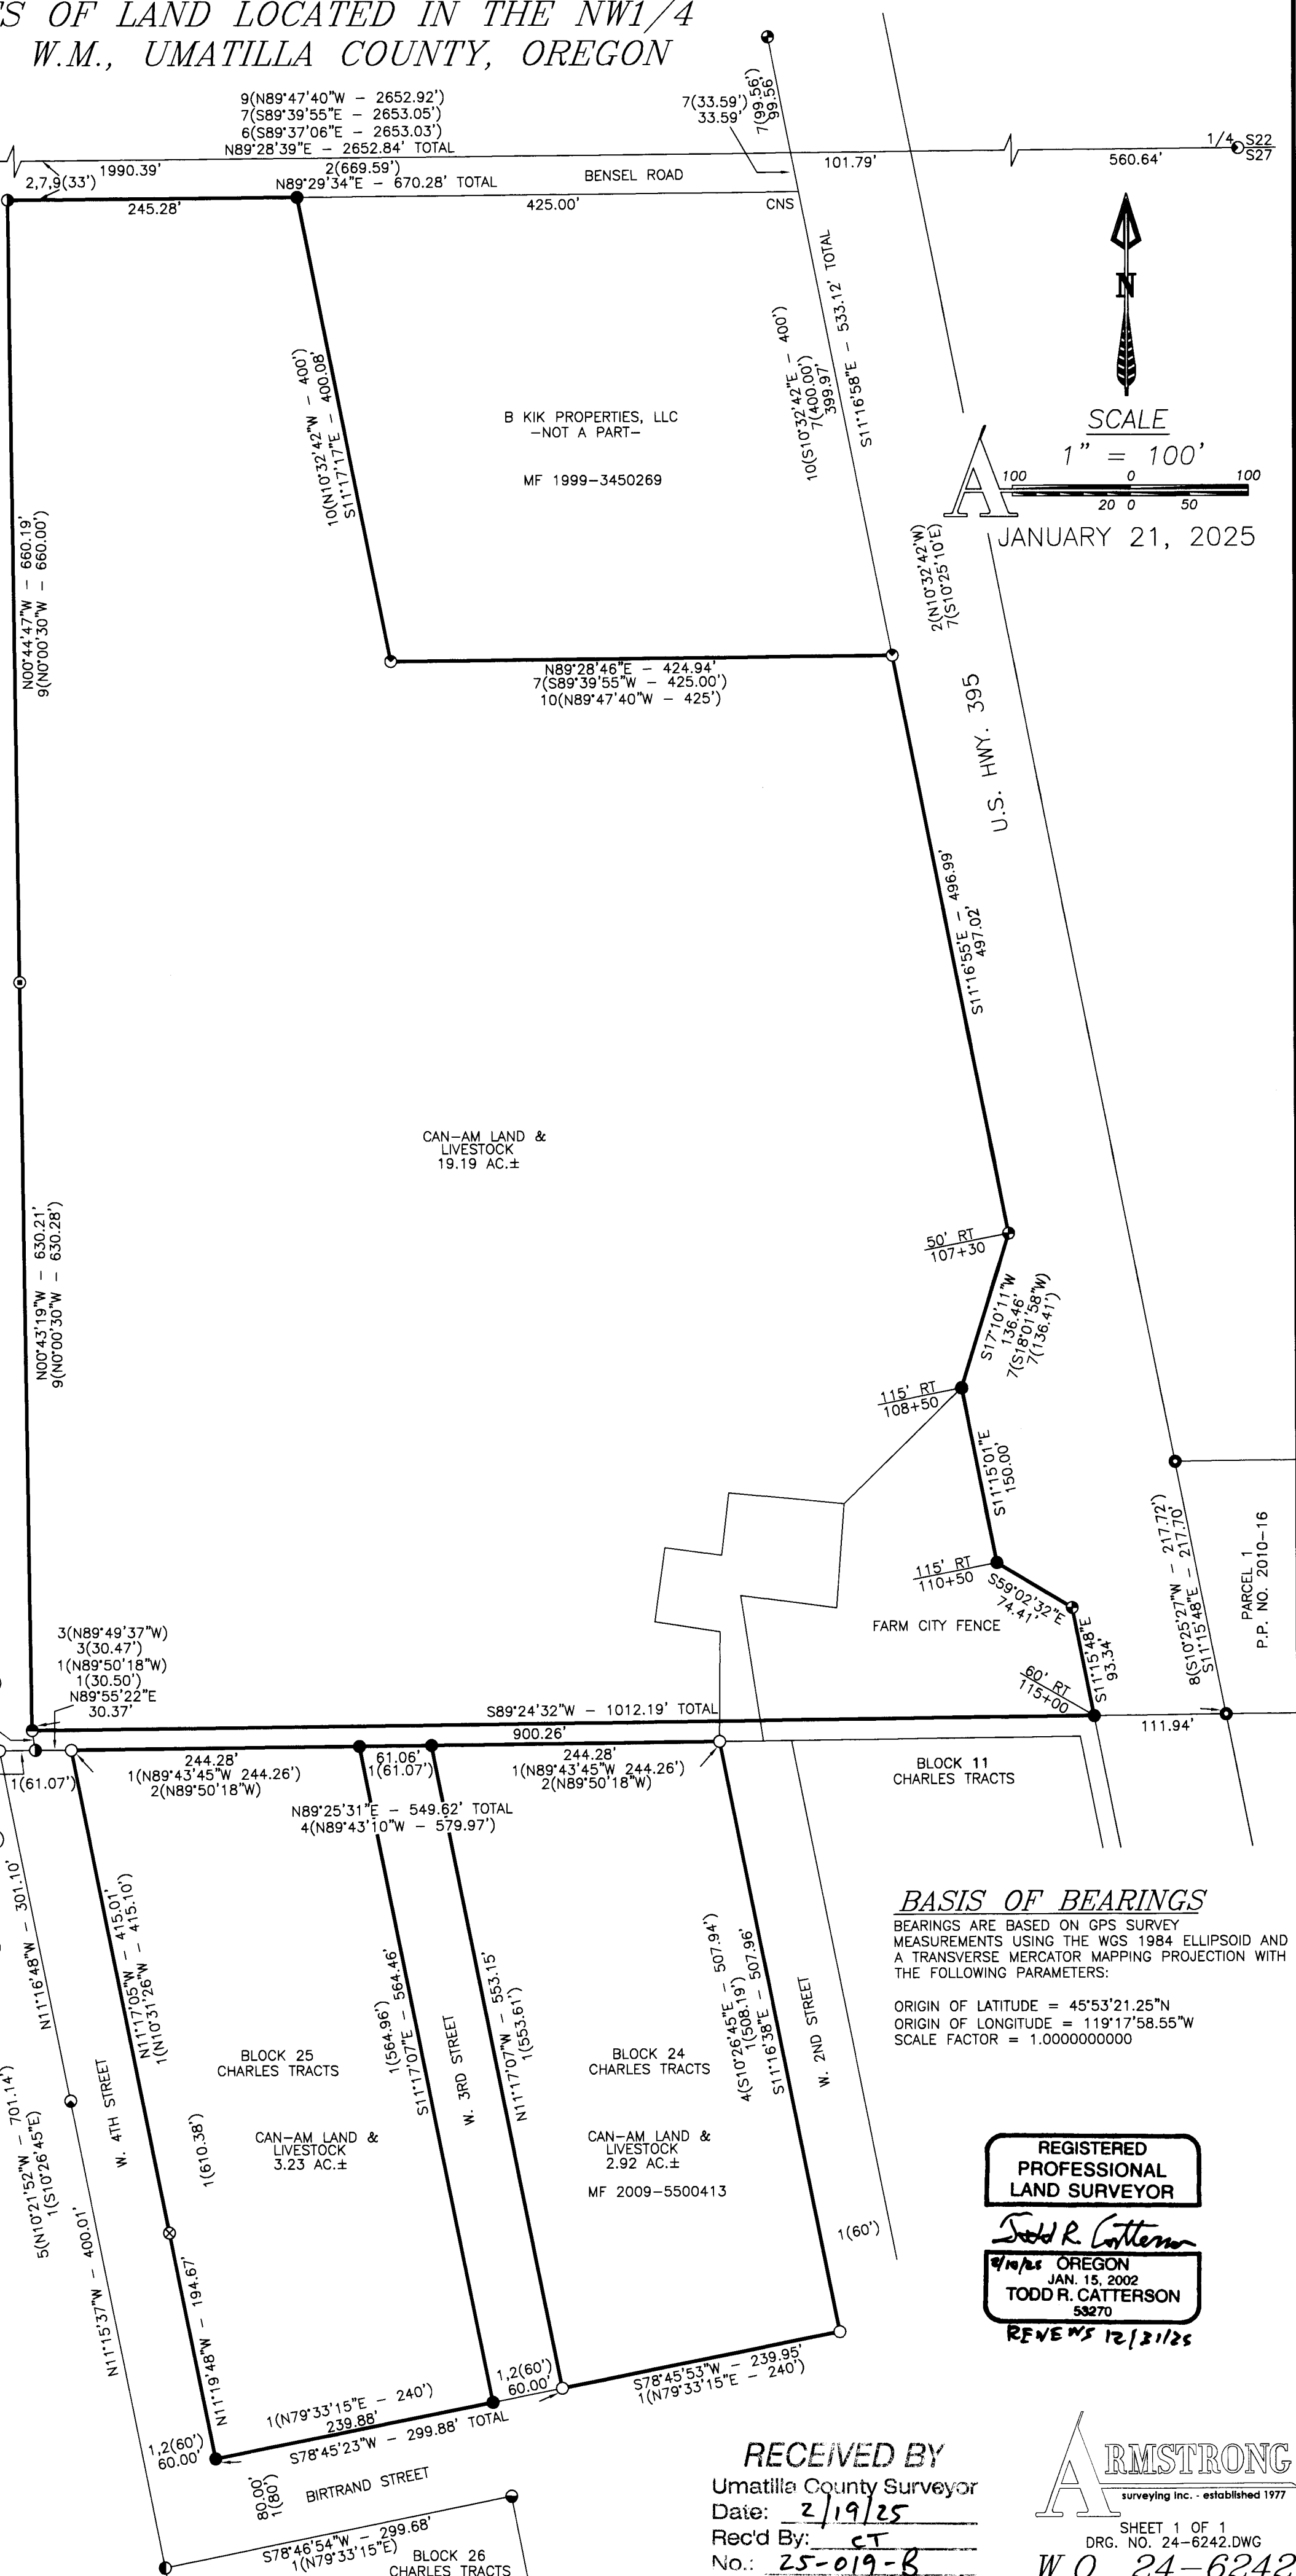 S OF LAND LOCATED IN THE NW1/4
W.M., UMATILLA COUNTY, OREGON
9(N89°47'40"W – 2652.92')
7(S89°39'55"E – 2653.05')
6(S89°37'06"E – 2653.03')
N89°28'39"E – 2652.84' TOTAL
7(33.59')
33.59'
7(99.56')
99.56'
1/4
S22
S27
1990.39'
101.79'
560.64'
2,7,9(33')
2(669.59')
N89°29'34"E – 670.28' TOTAL
BENSEL ROAD
245.28'
425.00'
CNS
N
SCALE
1" = 100'
100 0 100
20 0 50
A
JANUARY 21, 2025
10(N10°32'42"W – 400')
S11°17'17"E – 400.08'
B KIK PROPERTIES, LLC
–NOT A PART–
MF 1999–3450269
10(S10°32'42"E – 400')
7(400.00')
399.97'
S11°16'58"E – 533.12' TOTAL
2(N10°32'42"W)
7(S10°25'10"E)
N00°44'47"W – 660.19'
9(N0°00'30"W – 660.00')
N89°28'46"E – 424.94'
7(S89°39'55"W – 425.00')
10(N89°47'40"W – 425')
U.S. HWY. 395
S11°16'55"E – 496.99'
497.02'
CAN–AM LAND &
LIVESTOCK
19.19 AC.±
N00°43'19"W – 630.21'
9(N0°00'30"W – 630.28')
50' RT
107+30
S17°10'11"W
136.46'
7(S18°01'58"W)
7(136.41')
115' RT
108+50
S11°15'01"E
150.00'
115' RT
110+50
S59°02'32"E
74.41'
FARM CITY FENCE
S11°15'48"E
93.34'
60' RT
115+00
8(S10°25'27"W – 217.72')
S11°15'48"E – 217.70'
PARCEL 1
P.P. NO. 2010–16
3(N89°49'37"W)
3(30.47')
1(N89°50'18"W)
1(30.50')
N89°55'22"E
30.37'
S89°24'32"W – 1012.19' TOTAL
900.26'
111.94'
1(61.07')
244.28'
1(N89°43'45"W 244.26')
2(N89°50'18"W)
61.06'
1(61.07')
244.28'
1(N89°43'45"W 244.26')
2(N89°50'18"W)
N89°25'31"E – 549.62' TOTAL
4(N89°43'10"W – 579.97')
BLOCK 11
CHARLES TRACTS
N11°16'48"W – 301.10'
N11°17'05"W – 415.01'
1(N10°31'26"W – 415.10')
1(564.96')
S11°17'07"E – 564.46'
W. 3RD STREET
N11°17'07"W – 553.15'
1(553.61')
4(S10°26'45"E – 507.94')
1(508.19')
S11°16'38"E – 507.96'
W. 2ND STREET
BASIS OF BEARINGS
BEARINGS ARE BASED ON GPS SURVEY
MEASUREMENTS USING THE WGS 1984 ELLIPSOID AND
A TRANSVERSE MERCATOR MAPPING PROJECTION WITH
THE FOLLOWING PARAMETERS:
ORIGIN OF LATITUDE = 45°53'21.25"N
ORIGIN OF LONGITUDE = 119°17'58.55"W
SCALE FACTOR = 1.0000000000
5(N10°21'52"W – 701.14')
1(S10°26'45"E)
W. 4TH STREET
N11°15'37"W – 400.01'
1(610.38')
BLOCK 25
CHARLES TRACTS
CAN–AM LAND &
LIVESTOCK
3.23 AC.±
BLOCK 24
CHARLES TRACTS
CAN–AM LAND &
LIVESTOCK
2.92 AC.±
MF 2009–5500413
1(60')
N11°19'48"W – 194.67'
1,2(60')
60.00'
1(N79°33'15"E – 240')
239.88'
S78°45'23"W – 299.88' TOTAL
1,2(60')
60.00'
S78°45'53"W – 239.95'
1(N79°33'15"E – 240')
80.00'
1(80')
BIRTRAND STREET
S78°46'54"W – 299.68'
1(N79°33'15"E)
BLOCK 26
CHARLES TRACTS
REGISTERED
PROFESSIONAL
LAND SURVEYOR
Todd R. Catterson
2/10/25 OREGON
JAN. 15, 2002
TODD R. CATTERSON
53270
RENEWS 12/31/25
RECEIVED BY
Umatilla County Surveyor
Date: 2/19/25
Rec'd By: CT
No.: 25-019-B
ARMSTRONG
surveying inc. - established 1977
SHEET 1 OF 1
DRG. NO. 24–6242.DWG
W.O. 24–6242